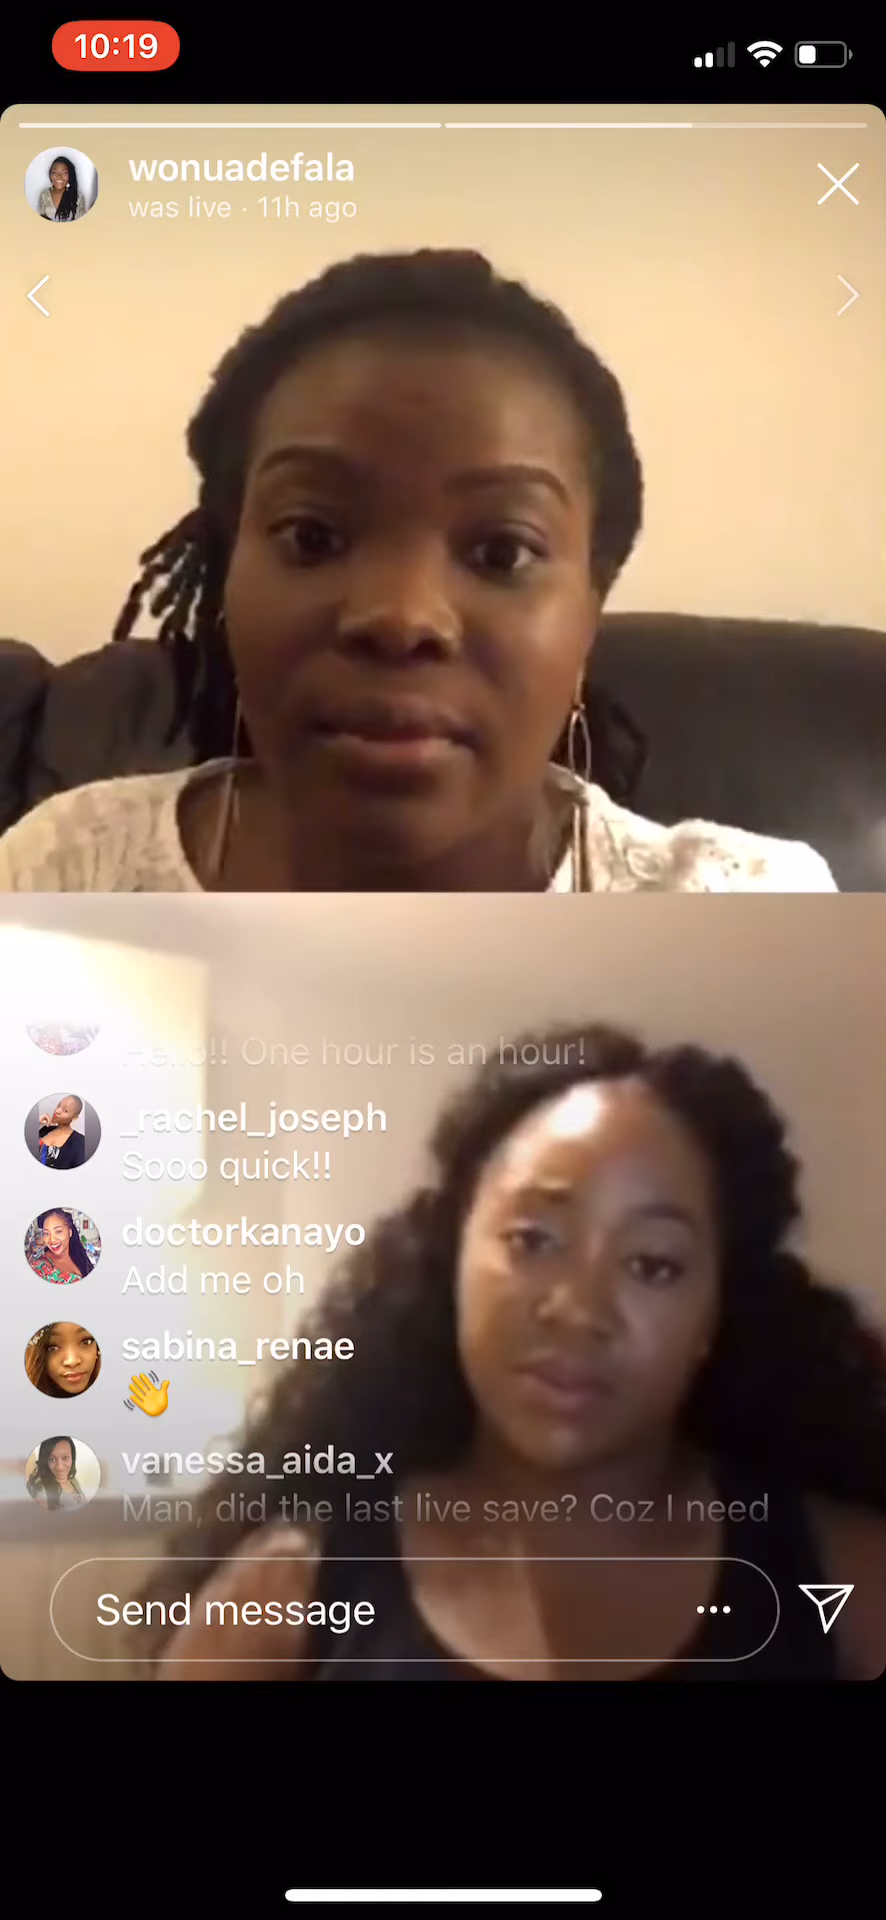 10:19
wonuadefala
was live · 11h ago
Hello!! One hour is an hour!
_rachel_joseph
Sooo quick!!
doctorkanayo
Add me oh
sabina_renae
👋
vanessa_aida_x
Man, did the last live save? Coz I need
Send message